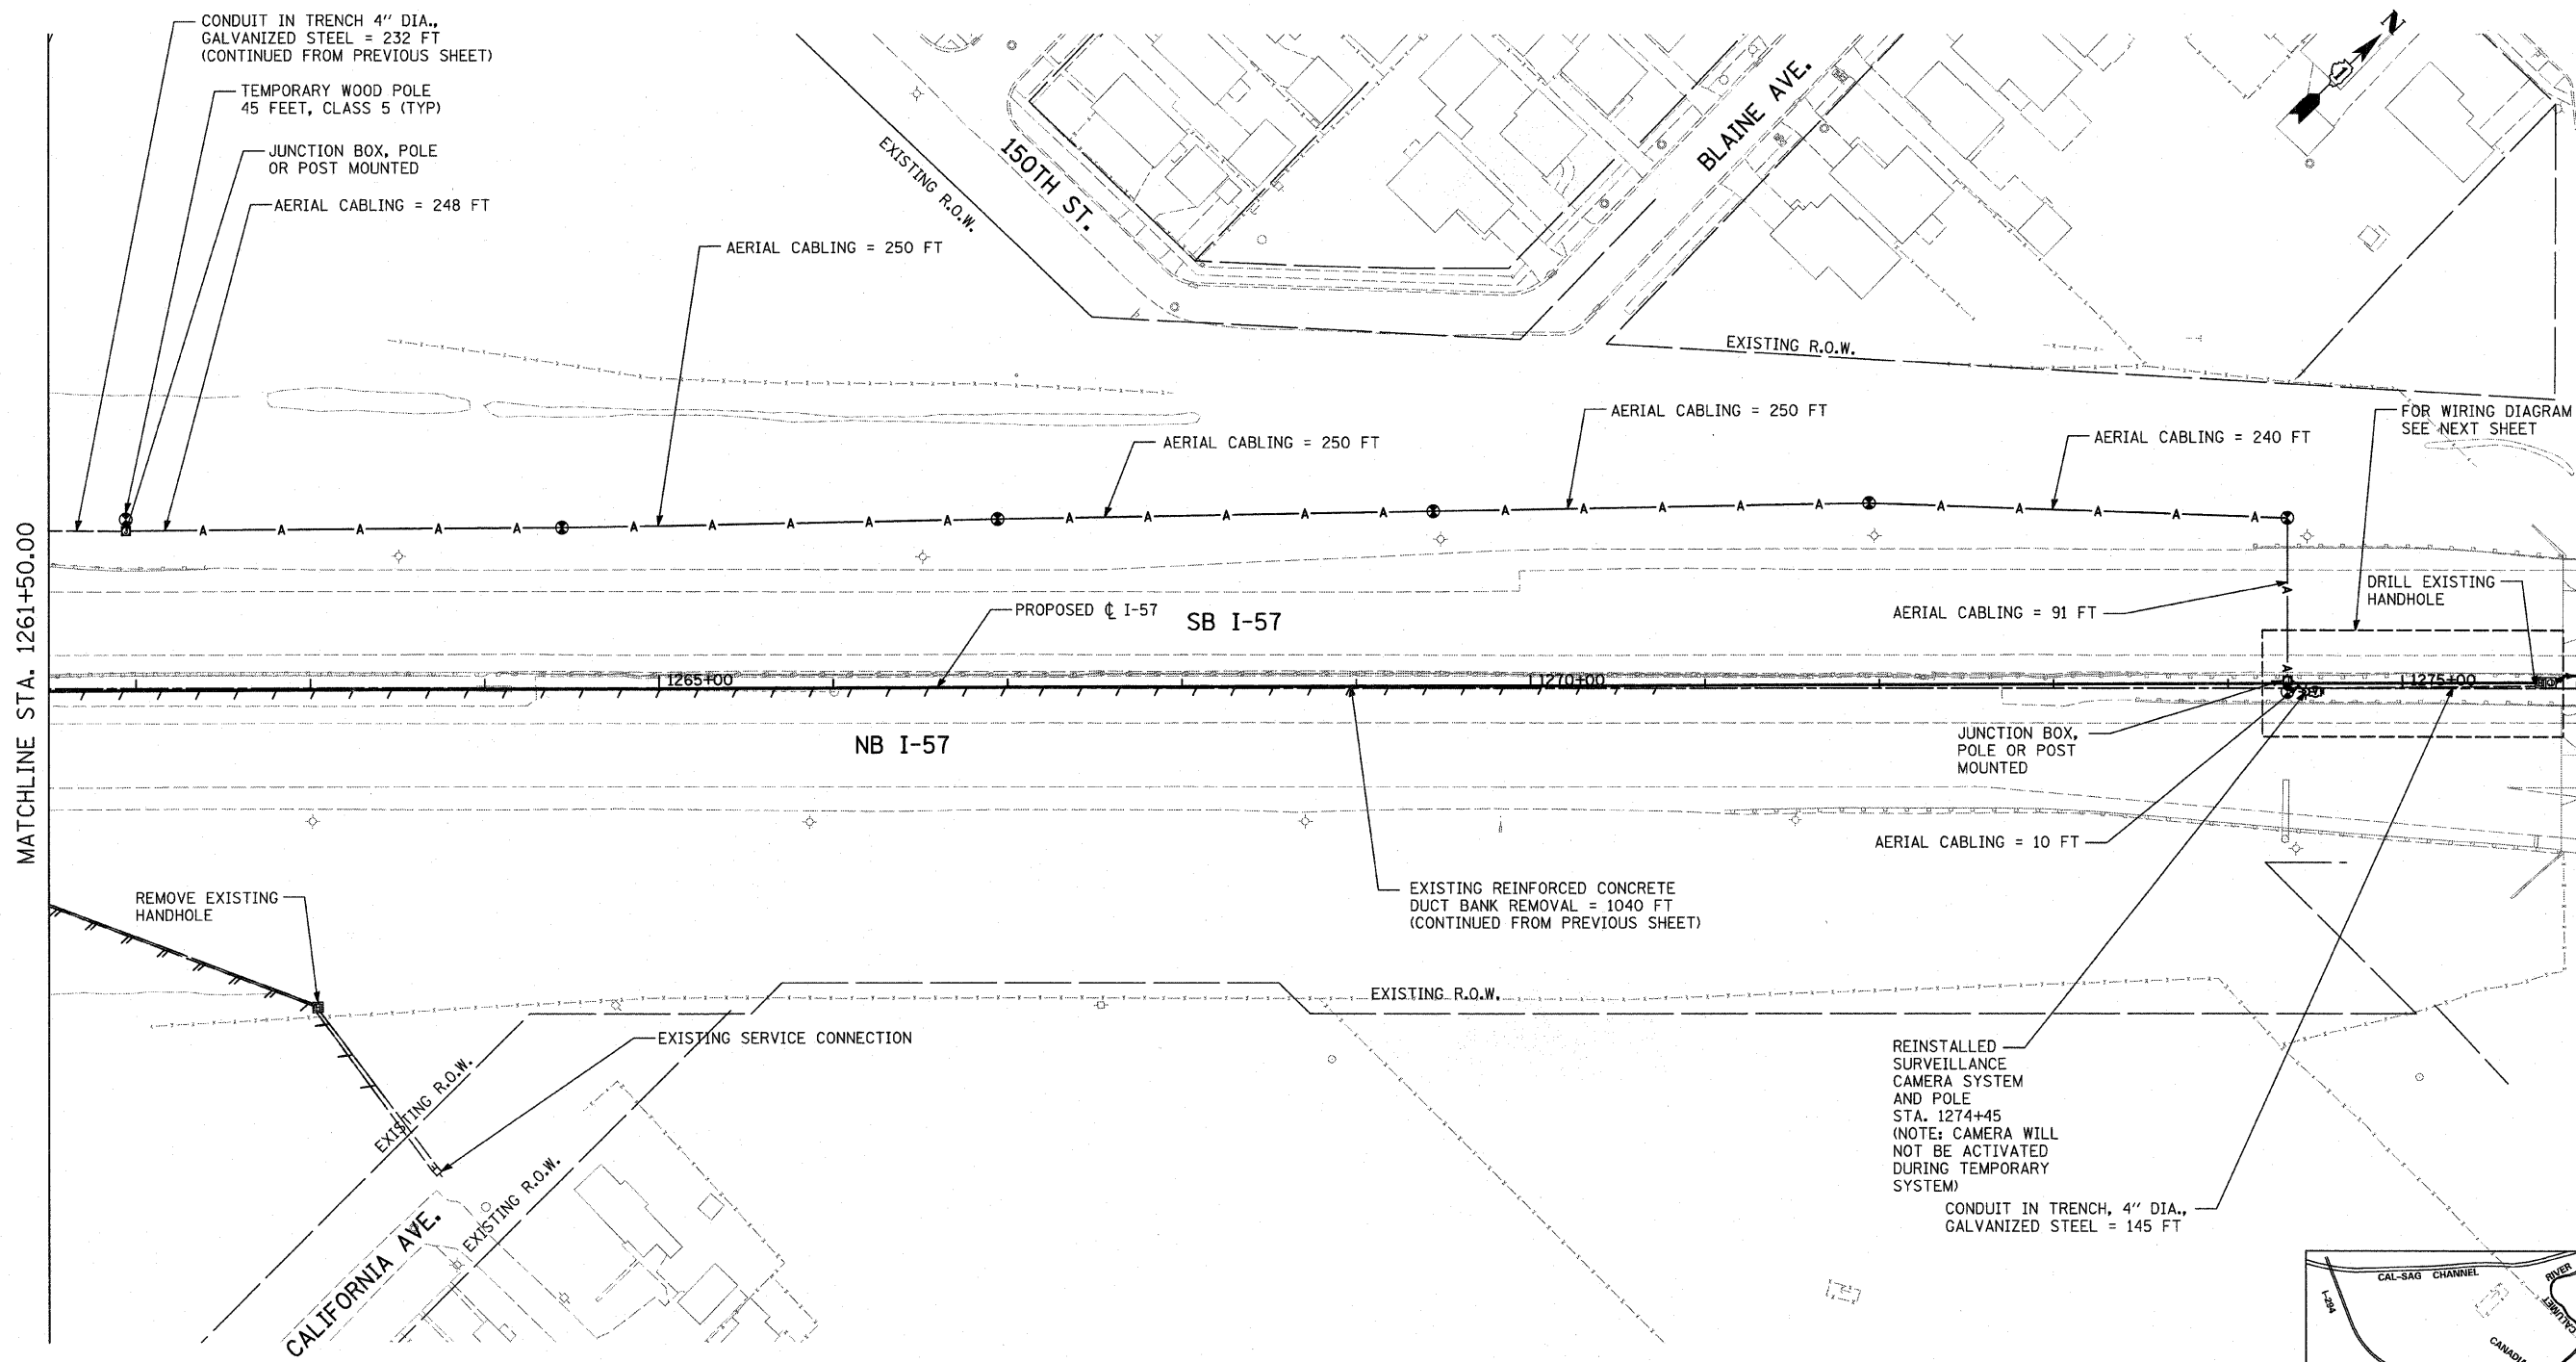 CONDUIT IN TRENCH 4" DIA.,
GALVANIZED STEEL = 232 FT
(CONTINUED FROM PREVIOUS SHEET)
TEMPORARY WOOD POLE
45 FEET, CLASS 5 (TYP)
JUNCTION BOX, POLE
OR POST MOUNTED
AERIAL CABLING = 248 FT
AERIAL CABLING = 250 FT
EXISTING R.O.W.
150TH ST.
BLAINE AVE.
N
1
EXISTING R.O.W.
AERIAL CABLING = 250 FT
AERIAL CABLING = 250 FT
AERIAL CABLING = 240 FT
FOR WIRING DIAGRAM
SEE NEXT SHEET
A A A A A A A A A A A A A A A A A A A A A A A A A
A
A
MATCHLINE STA. 1261+50.00
PROPOSED ℄ I-57
SB I-57
AERIAL CABLING = 91 FT
DRILL EXISTING
HANDHOLE
1265+00
1270+00
1275+00
NB I-57
JUNCTION BOX,
POLE OR POST
MOUNTED
AERIAL CABLING = 10 FT
REMOVE EXISTING
HANDHOLE
EXISTING REINFORCED CONCRETE
DUCT BANK REMOVAL = 1040 FT
(CONTINUED FROM PREVIOUS SHEET)
EXISTING R.O.W.
EXISTING SERVICE CONNECTION
EXISTING R.O.W.
EXISTING R.O.W.
CALIFORNIA AVE.
H
REINSTALLED
SURVEILLANCE
CAMERA SYSTEM
AND POLE
STA. 1274+45
(NOTE: CAMERA WILL
NOT BE ACTIVATED
DURING TEMPORARY
SYSTEM)
CONDUIT IN TRENCH, 4" DIA.,
GALVANIZED STEEL = 145 FT
CAL-SAG CHANNEL
RIVER
CALUMET
I-294